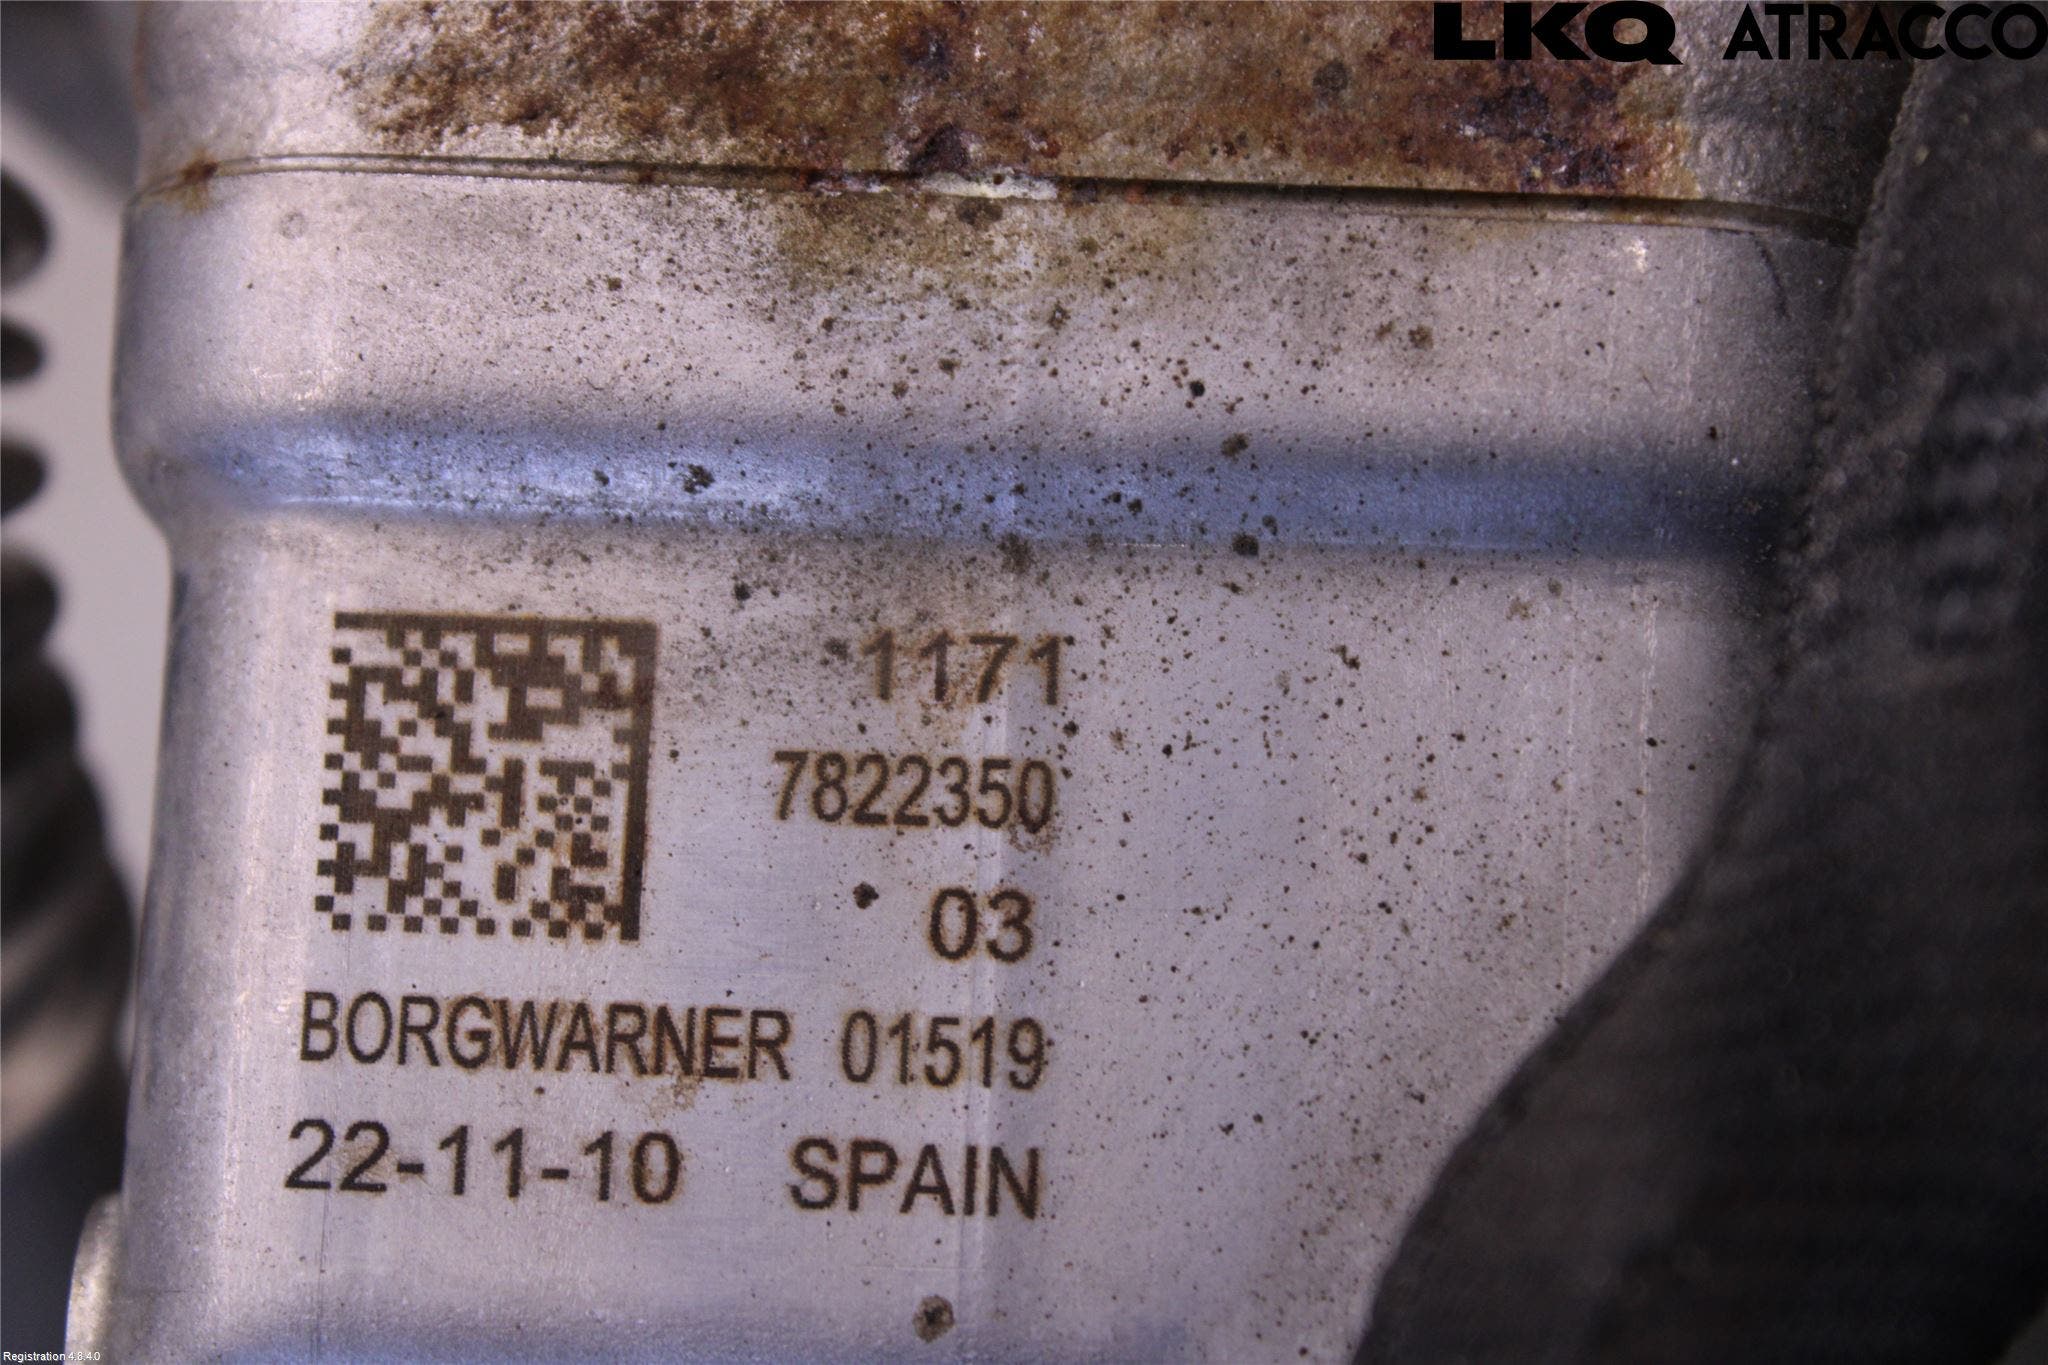 LKQ ATRACCO
1171
7822350
03
BORGWARNER 01519
22-11-10 SPAIN
Registration 4.8.4.0